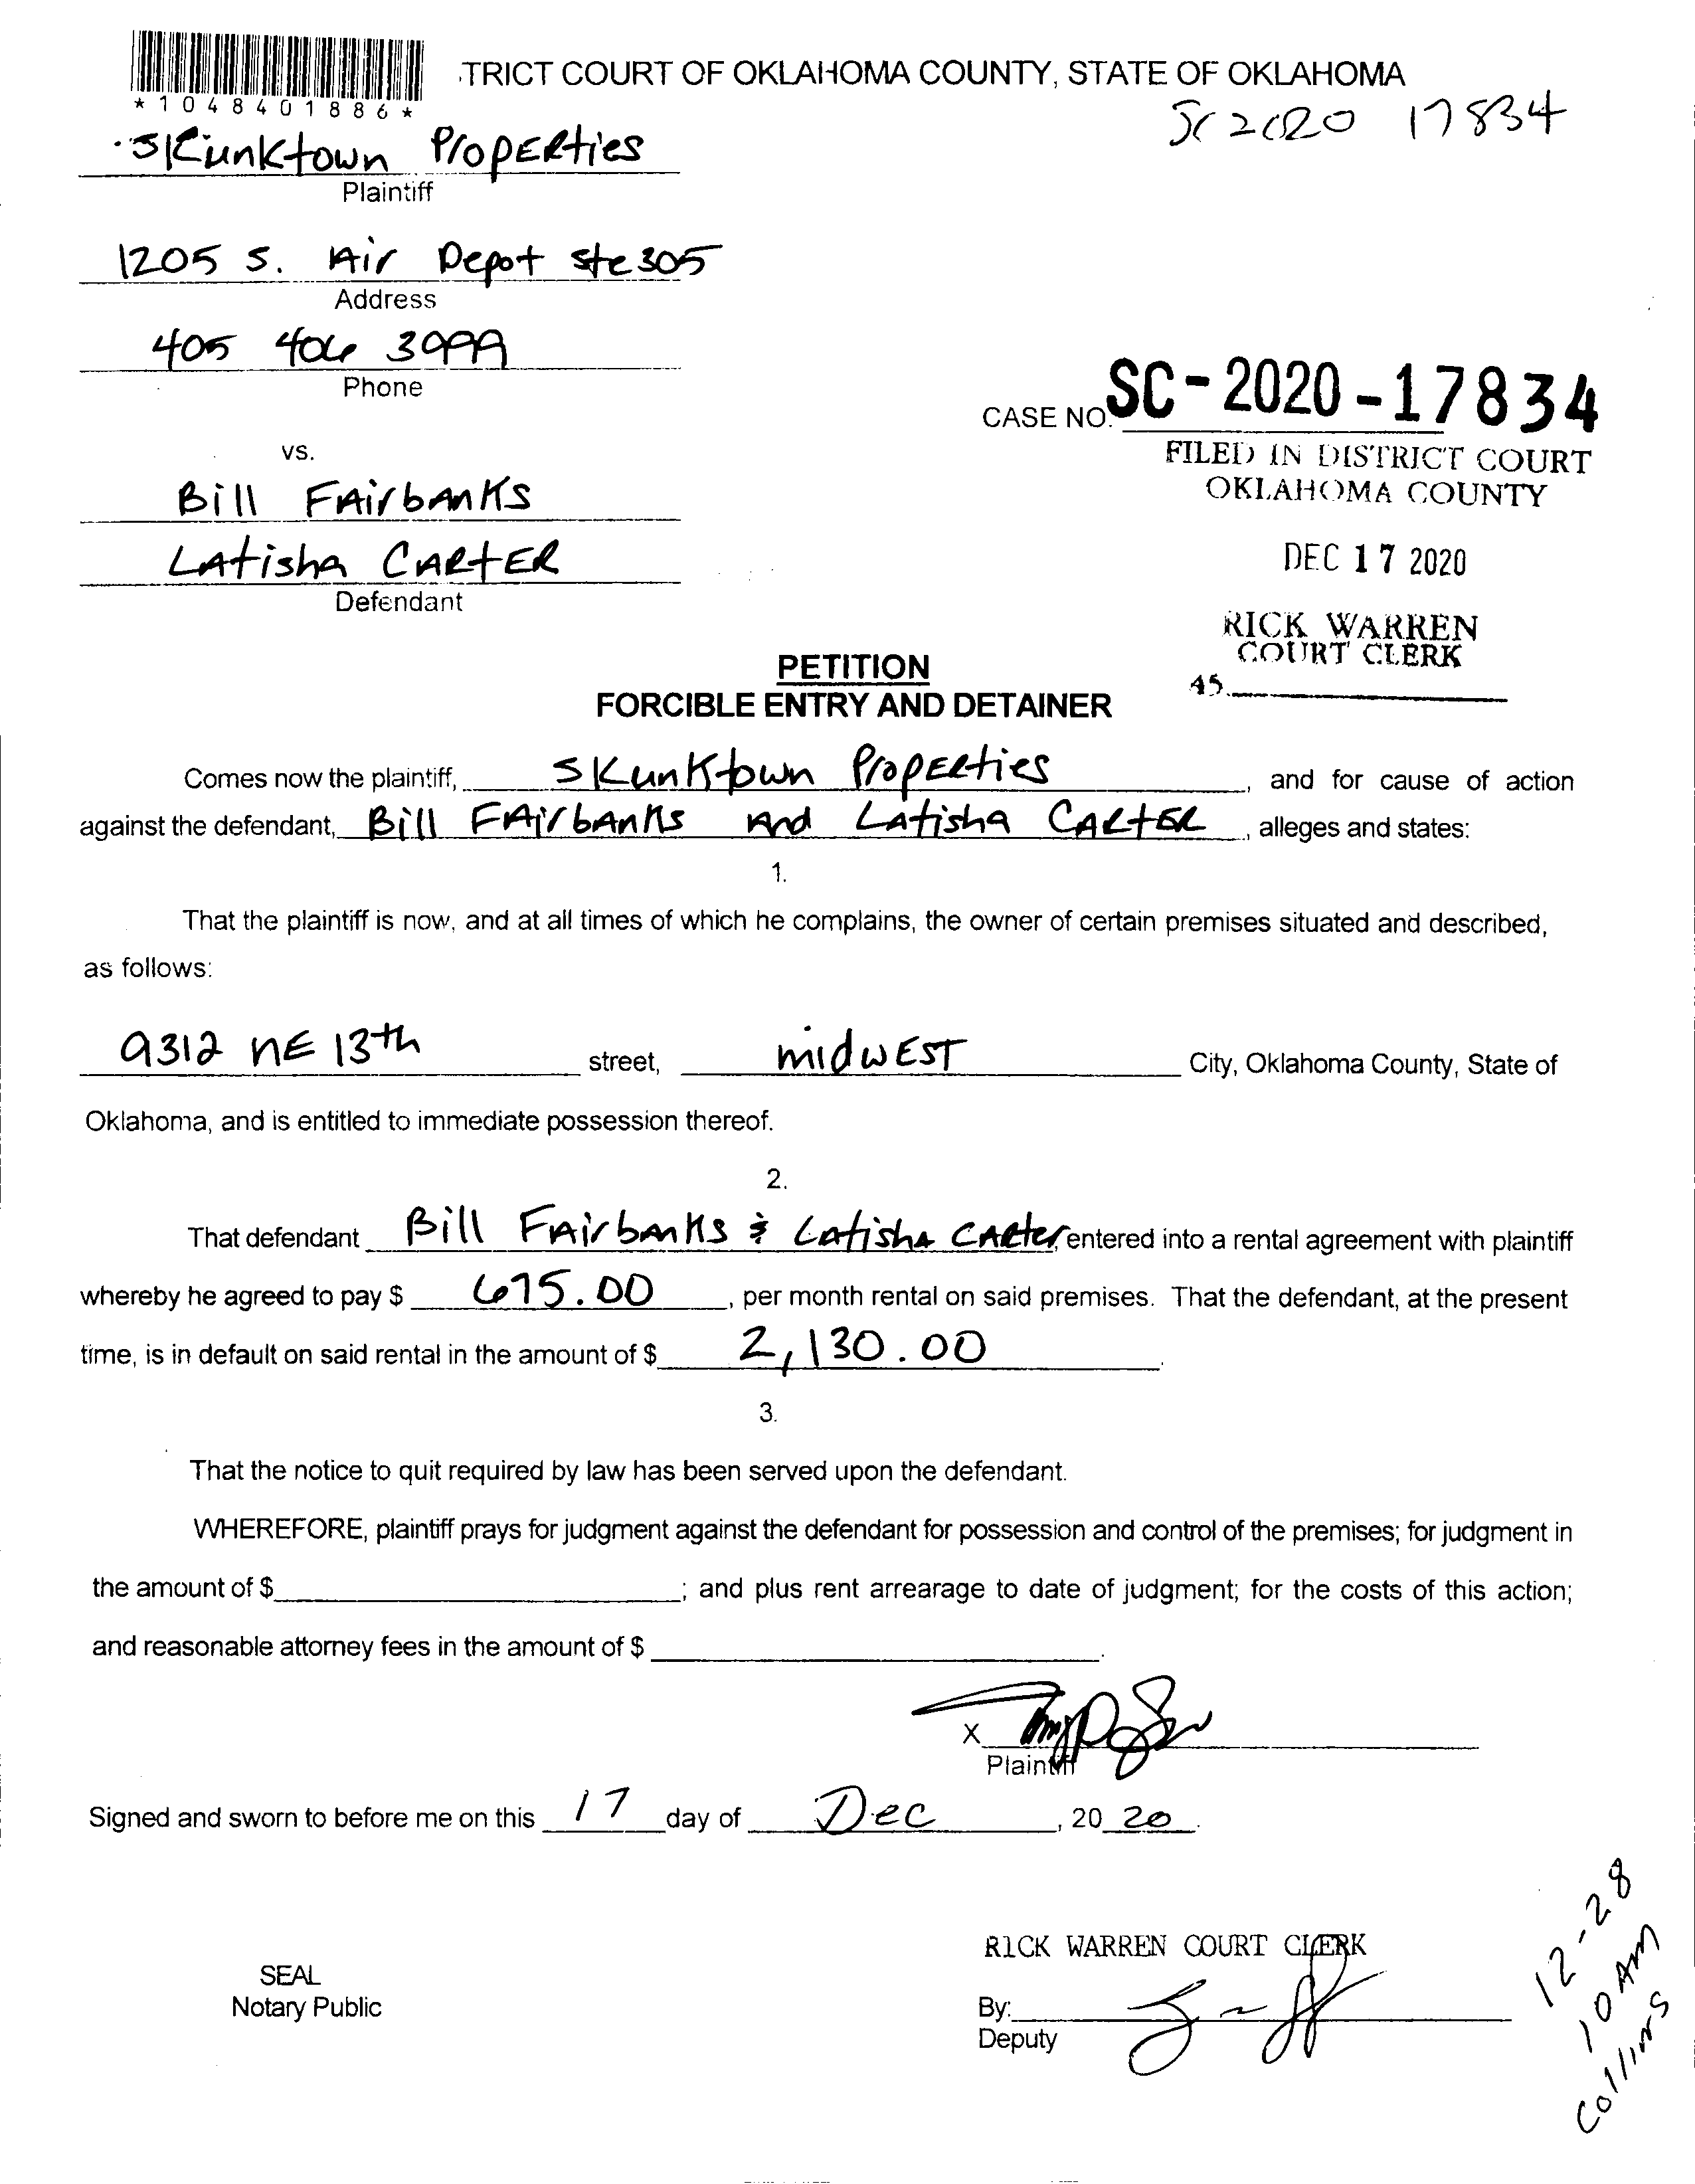 *1048401886*
TRICT COURT OF OKLAHOMA COUNTY, STATE OF OKLAHOMA
SC 2020 17834
Skunktown Properties
Plaintiff
1205 S. Air Depot Ste 305
Address
405 406 3999
Phone
CASE NO. SC-2020-17834
FILED IN DISTRICT COURT
OKLAHOMA COUNTY
vs.
Bill Fairbanks
Latisha Carter
Defendant
DEC 17 2020
RICK WARREN
COURT CLERK
45.
PETITION
FORCIBLE ENTRY AND DETAINER
Comes now the plaintiff, Skunktown Properties, and for cause of action
against the defendant, Bill Fairbanks and Latisha Carter, alleges and states:
1.
That the plaintiff is now, and at all times of which he complains, the owner of certain premises situated and described,
as follows:
9312 NE 13th street, midwest City, Oklahoma County, State of
Oklahoma, and is entitled to immediate possession thereof.
2.
That defendant Bill Fairbanks & Latisha Carter entered into a rental agreement with plaintiff
whereby he agreed to pay $ 675.00, per month rental on said premises. That the defendant, at the present
time, is in default on said rental in the amount of $ 2,130.00.
3.
That the notice to quit required by law has been served upon the defendant.
WHEREFORE, plaintiff prays for judgment against the defendant for possession and control of the premises; for judgment in
the amount of $ ; and plus rent arrearage to date of judgment; for the costs of this action;
and reasonable attorney fees in the amount of $ .
X
Plaintiff
Signed and sworn to before me on this 17 day of Dec, 20 20.
RICK WARREN COURT CLERK
SEAL
Notary Public
By:
Deputy
12-28
10 AM
Collins